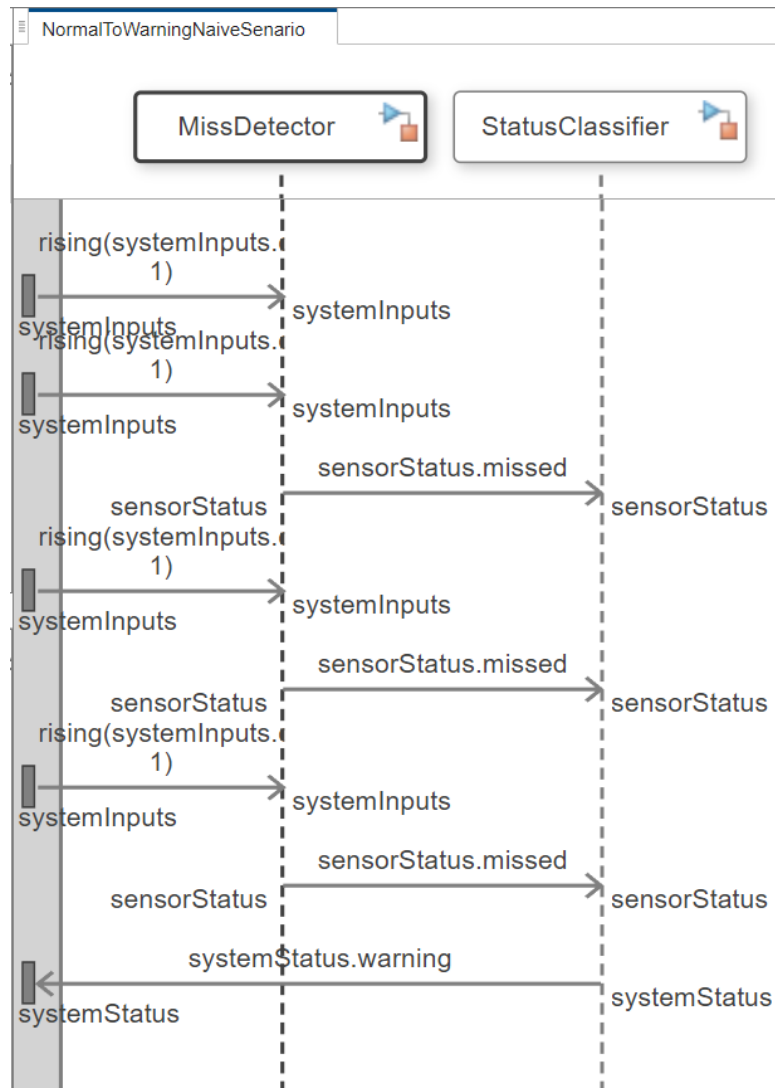 NormalToWarningNaiveSenario
MissDetector
StatusClassifier
rising(systemInputs.
1)
systemInputs
systemInputs
rising(systemInputs.
1)
systemInputs
systemInputs
sensorStatus.missed
sensorStatus
sensorStatus
rising(systemInputs.
1)
systemInputs
systemInputs
sensorStatus.missed
sensorStatus
sensorStatus
rising(systemInputs.
1)
systemInputs
systemInputs
sensorStatus.missed
sensorStatus
sensorStatus
systemStatus.warning
systemStatus
systemStatus